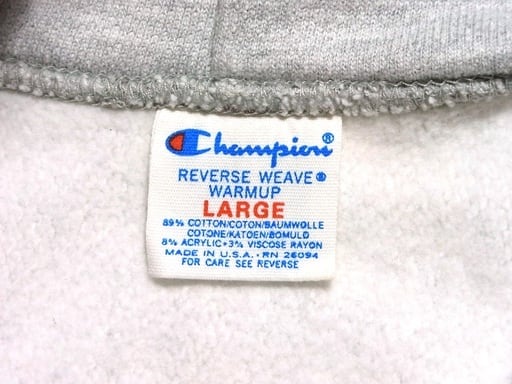 Champion®
REVERSE WEAVE®
WARMUP
LARGE
89% COTTON/COTON/BAUMWOLLE
COTONE/KATOEN/BOMULD
8% ACRYLIC•3% VISCOSE RAYON
MADE IN U.S.A.•RN 26094
FOR CARE SEE REVERSE